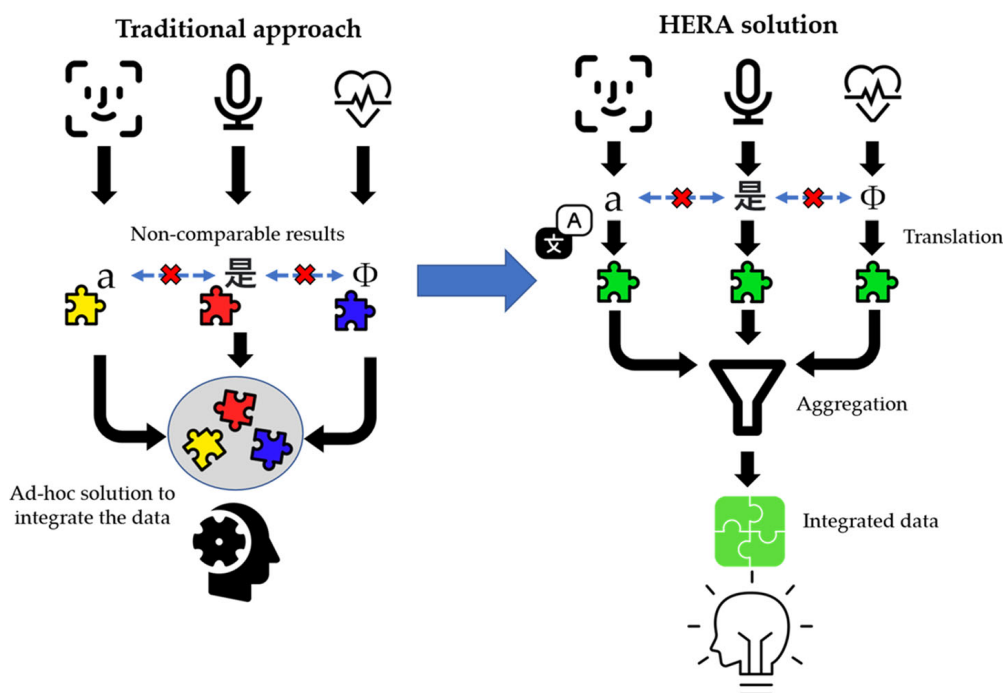 Traditional approach
HERA solution
a
是
Φ
文
A
Translation
Non-comparable results
a
是
Φ
Aggregation
Ad-hoc solution to
integrate the data
Integrated data